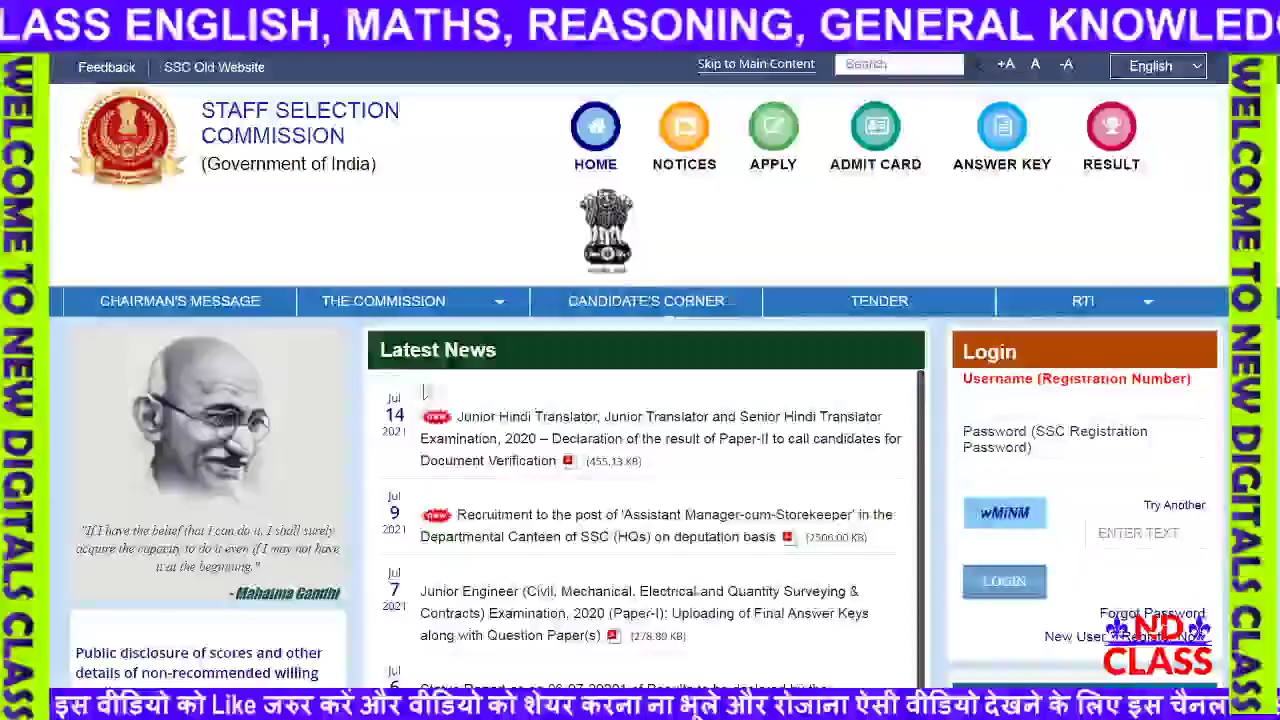 LASS ENGLISH, MATHS, REASONING, GENERAL KNOWLED
WELCOME TO NEW DIGITALS CLASS
Feedback
SSC Old Website
Skip to Main Content
Search
+A A -A
English
STAFF SELECTION
COMMISSION
(Government of India)
HOME
NOTICES
APPLY
ADMIT CARD
ANSWER KEY
RESULT
CHAIRMAN'S MESSAGE
THE COMMISSION
CANDIDATE'S CORNER
TENDER
RTI
"If I have the belief that I can do it, I shall surely
acquire the capacity to do it even if I may not have
it at the beginning."
- Mahatma Gandhi
Public disclosure of scores and other
details of non-recommended willing
Latest News
Jul
14
2021
new Junior Hindi Translator, Junior Translator and Senior Hindi Translator
Examination, 2020 – Declaration of the result of Paper-II to call candidates for
Document Verification (455.13 KB)
Jul
9
2021
new Recruitment to the post of 'Assistant Manager-cum-Storekeeper' in the
Departmental Canteen of SSC (HQs) on deputation basis (2506.00 KB)
Jul
7
2021
Junior Engineer (Civil, Mechanical, Electrical and Quantity Surveying &
Contracts) Examination, 2020 (Paper-I): Uploading of Final Answer Keys
along with Question Paper(s) (278.89 KB)
Jul
Login
Username (Registration Number)
Password (SSC Registration
Password)
wMiNM
Try Another
ENTER TEXT
LOGIN
Forgot Password
New User ? Register Now
ND
CLASS
WELCOME TO NEW DIGITALS CLASS
इस वीडियो को Like जरुर करें और वीडियो को शेयर करना ना भूले और रोजाना ऐसी वीडियो देखने के लिए इस चैनल